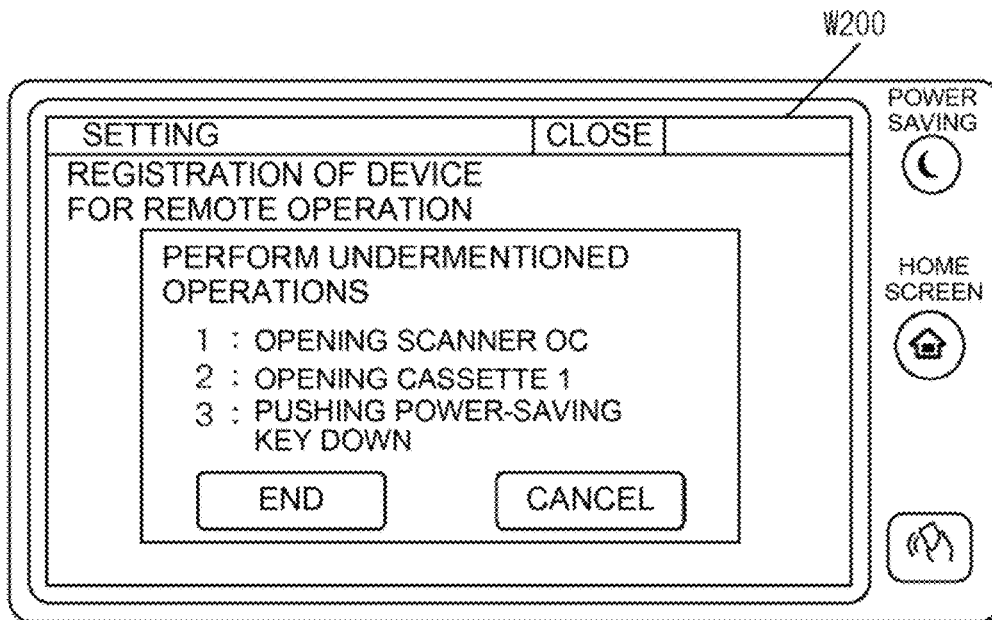 W200
POWER
SAVING
SETTING
CLOSE
REGISTRATION OF DEVICE
FOR REMOTE OPERATION
PERFORM UNDERMENTIONED
OPERATIONS
1 : OPENING SCANNER OC
2 : OPENING CASSETTE 1
3 : PUSHING POWER-SAVING
KEY DOWN
END
CANCEL
HOME
SCREEN